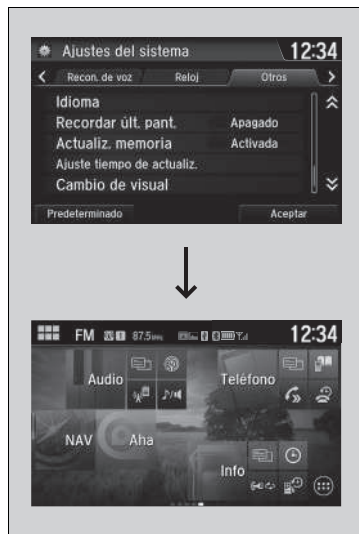 Ajustes del sistema 12:34
Recon. de voz Reloj Otros
Idioma
Recordar últ. pant. Apagado
Actualiz. memoria Activada
Ajuste tiempo de actualiz.
Cambio de visual
Predeterminado Aceptar
FM 87.5 12:34
Audio Teléfono
NAV Aha
Info